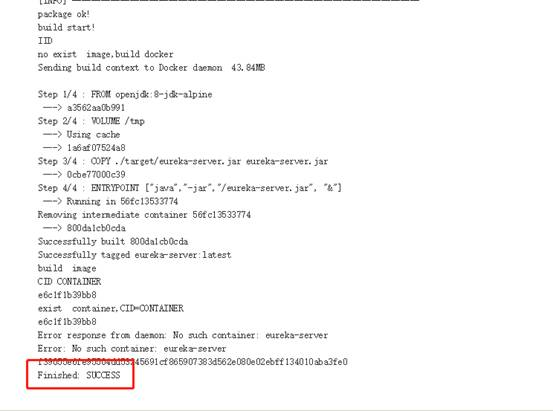 [INFO]
package ok!
build start!
IID
no exist  image,build docker
Sending build context to Docker daemon  43.84MB
Step 1/4 : FROM openjdk:8-jdk-alpine
---> a3562aa0b991
Step 2/4 : VOLUME /tmp
---> Using cache
---> 1a6af07524a8
Step 3/4 : COPY ./target/eureka-server.jar eureka-server.jar
---> 0cbe77000c39
Step 4/4 : ENTRYPOINT ["java","-jar","/eureka-server.jar", "&"]
---> Running in 56fc13533774
Removing intermediate container 56fc13533774
---> 800da1cb0cda
Successfully built 800da1cb0cda
Successfully tagged eureka-server:latest
build  image
CID CONTAINER
e6c1f1b39bb8
exist  container,CID=CONTAINER
e6c1f1b39bb8
Error response from daemon: No such container: eureka-server
Error: No such container: eureka-server
Finished: SUCCESS